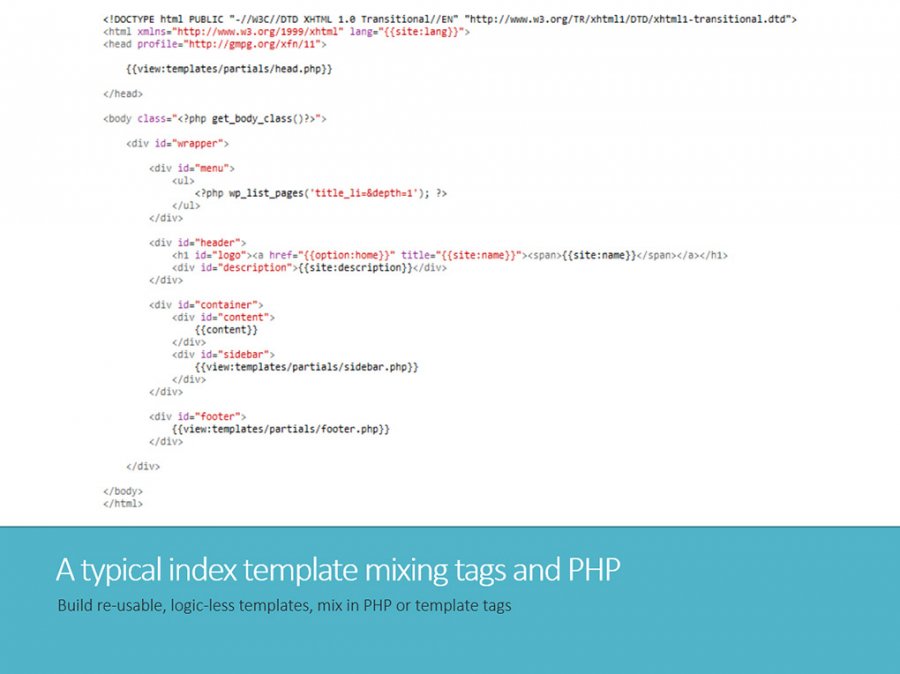 <!DOCTYPE html PUBLIC "-//W3C//DTD XHTML 1.0 Transitional//EN" "http://www.w3.org/TR/xhtml1/DTD/xhtml1-transitional.dtd">
<html xmlns="http://www.w3.org/1999/xhtml" lang="{{site:lang}}">
<head profile="http://gmpg.org/xfn/11">
{{view:templates/partials/head.php}}
</head>
<body class="<?php get_body_class()?>">
<div id="wrapper">
<div id="menu">
<ul>
<?php wp_list_pages('title_li=&depth=1'); ?>
</ul>
</div>
<div id="header">
<h1 id="logo"><a href="{{option:home}}" title="{{site:name}}"><span>{{site:name}}</span></a></h1>
<div id="description">{{site:description}}</div>
</div>
<div id="container">
<div id="content">
{{content}}
</div>
<div id="sidebar">
{{view:templates/partials/sidebar.php}}
</div>
</div>
<div id="footer">
{{view:templates/partials/footer.php}}
</div>
</div>
</body>
</html>
A typical index template mixing tags and PHP
Build re-usable, logic-less templates, mix in PHP or template tags